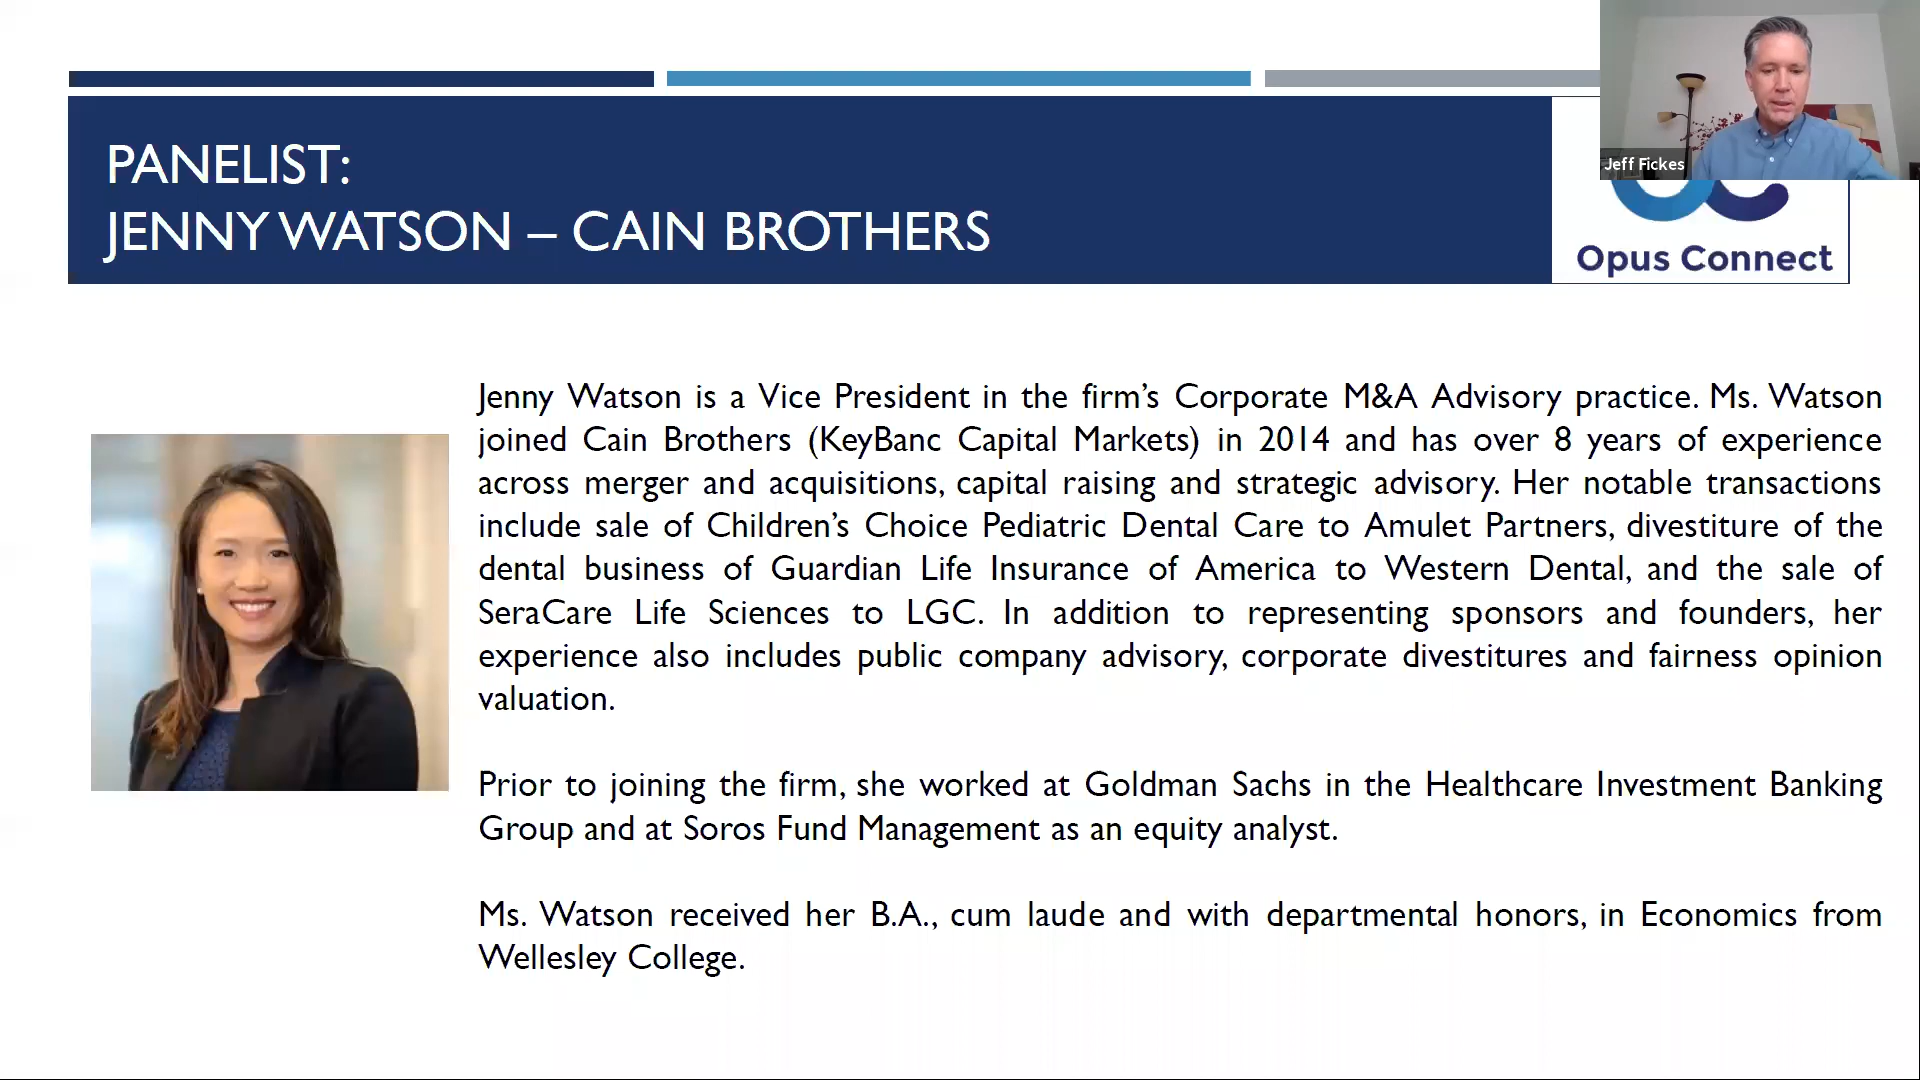 Jeff Fickes
PANELIST:
JENNY WATSON – CAIN BROTHERS
Opus Connect
Jenny Watson is a Vice President in the firm’s Corporate M&A Advisory practice. Ms. Watson
joined Cain Brothers (KeyBanc Capital Markets) in 2014 and has over 8 years of experience
across merger and acquisitions, capital raising and strategic advisory. Her notable transactions
include sale of Children’s Choice Pediatric Dental Care to Amulet Partners, divestiture of the
dental business of Guardian Life Insurance of America to Western Dental, and the sale of
SeraCare Life Sciences to LGC. In addition to representing sponsors and founders, her
experience also includes public company advisory, corporate divestitures and fairness opinion
valuation.
Prior to joining the firm, she worked at Goldman Sachs in the Healthcare Investment Banking
Group and at Soros Fund Management as an equity analyst.
Ms. Watson received her B.A., cum laude and with departmental honors, in Economics from
Wellesley College.